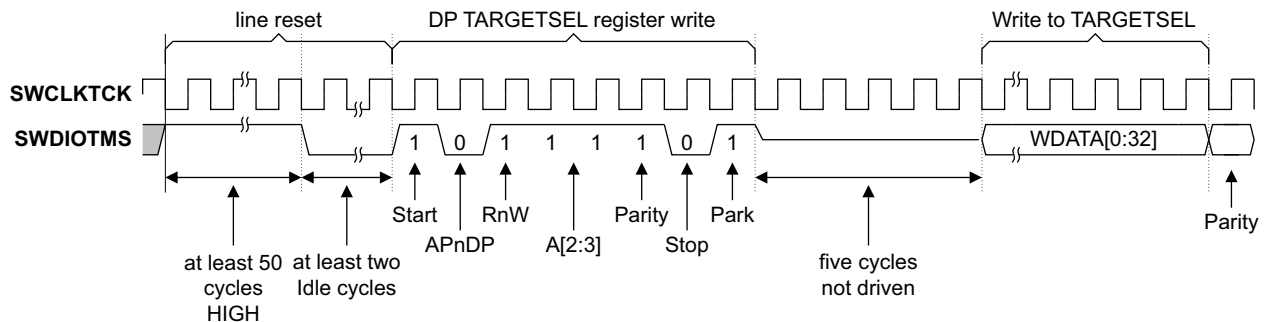 line reset
DP TARGETSEL register write
Write to TARGETSEL
SWCLKTCK
SWDIOTMS
1 0 1 1 1 1 0 1
WDATA[0:32]
Start
RnW
Parity
Park
Parity
APnDP
A[2:3]
Stop
at least 50
cycles
HIGH
at least two
Idle cycles
five cycles
not driven